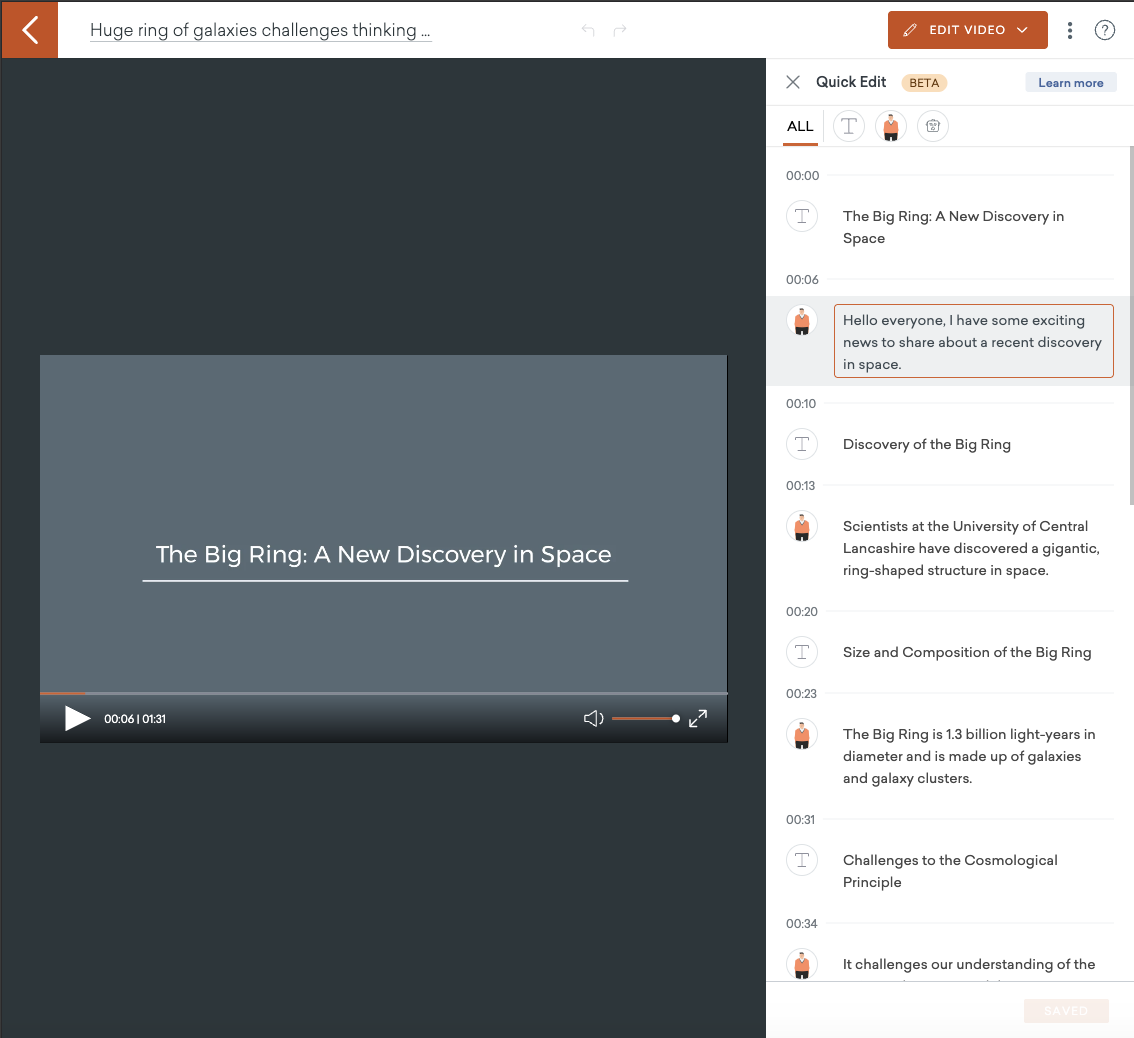 Huge ring of galaxies challenges thinking ...
EDIT VIDEO
?
Quick Edit
BETA
Learn more
ALL
T
00:00
T
The Big Ring: A New Discovery in
Space
00:06
Hello everyone, I have some exciting
news to share about a recent discovery
in space.
00:10
T
Discovery of the Big Ring
00:13
Scientists at the University of Central
Lancashire have discovered a gigantic,
ring-shaped structure in space.
00:20
T
Size and Composition of the Big Ring
00:23
The Big Ring is 1.3 billion light-years in
diameter and is made up of galaxies
and galaxy clusters.
00:31
T
Challenges to the Cosmological
Principle
00:34
It challenges our understanding of the
SAVED
The Big Ring: A New Discovery in Space
00:06 | 01:31